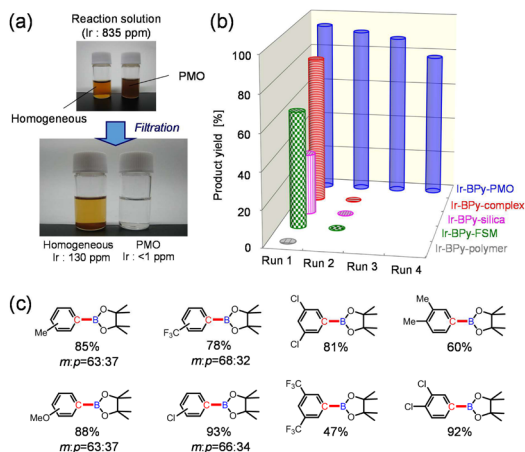 (a)
Reaction solution
(Ir : 835 ppm)
PMO
Homogeneous
Filtration
Homogeneous
Ir : 130 ppm
PMO
Ir : <1 ppm
(b)
Product yield [%]
100
80
60
40
20
0
Run 1
Run 2
Run 3
Run 4
Ir-BPy-PMO
Ir-BPy-complex
Ir-BPy-silica
Ir-BPy-FSM
Ir-BPy-polymer
(c)
Me
C
B
O
O
85%
m:p=63:37
F3C
C
B
O
O
78%
m:p=68:32
Cl
Cl
C
B
O
O
81%
Me
Me
C
B
O
O
60%
MeO
C
B
O
O
88%
m:p=63:37
Cl
C
B
O
O
93%
m:p=66:34
CF3
F3C
C
B
O
O
47%
Cl
Cl
C
B
O
O
92%